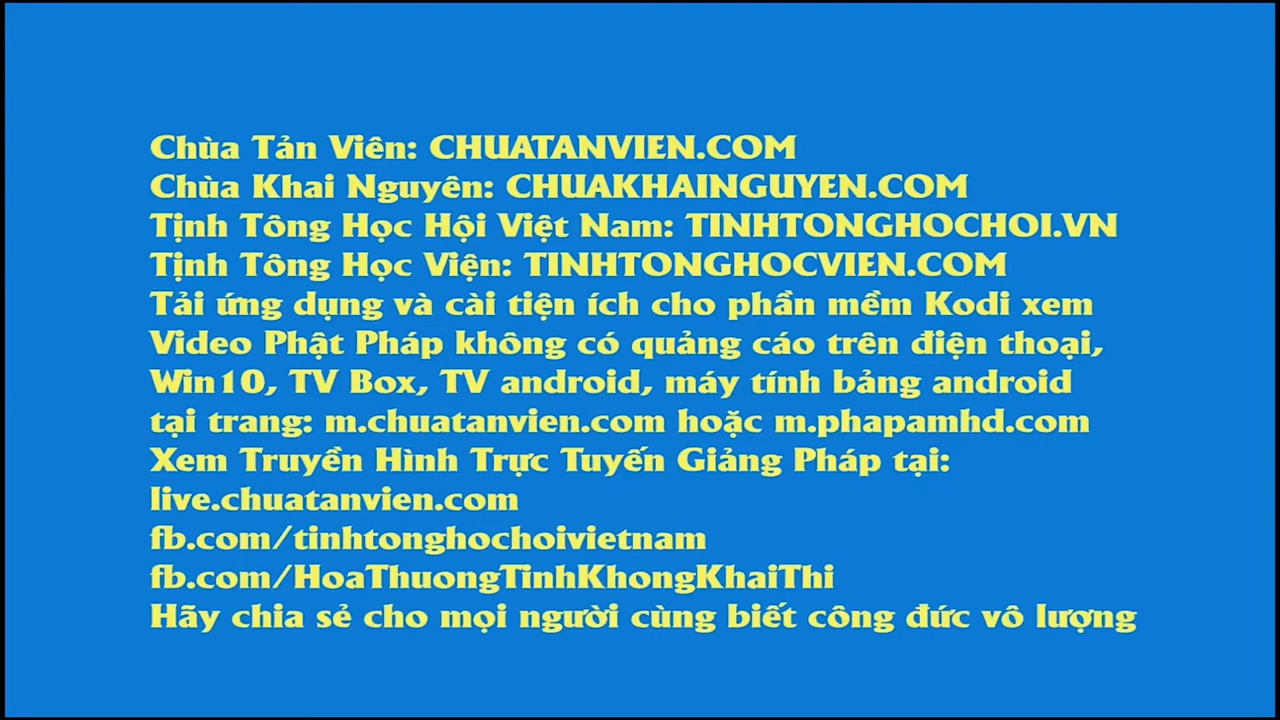 Chùa Tản Viên: CHUATANVIEN.COM
Chùa Khai Nguyên: CHUAKHAINGUYEN.COM
Tịnh Tông Học Hội Việt Nam: TINHTONGHOCHOI.VN
Tịnh Tông Học Viện: TINHTONGHOCVIEN.COM
Tải ứng dụng và cài tiện ích cho phần mềm Kodi xem
Video Phật Pháp không có quảng cáo trên điện thoại,
Win10, TV Box, TV android, máy tính bảng android
tại trang: m.chuatanvien.com hoặc m.phapamhd.com
Xem Truyền Hình Trực Tuyến Giảng Pháp tại:
live.chuatanvien.com
fb.com/tinhtonghochoivietnam
fb.com/HoaThuongTinhKhongKhaiThi
Hãy chia sẻ cho mọi người cùng biết công đức vô lượng